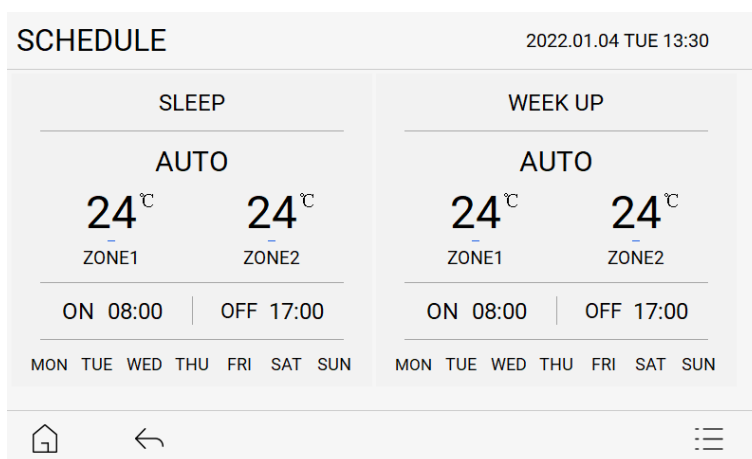 SCHEDULE 2022.01.04 TUE 13:30
SLEEP
AUTO
24℃ 24℃
ZONE1 ZONE2
ON 08:00 OFF 17:00
MON TUE WED THU FRI SAT SUN
WEEK UP
AUTO
24℃ 24℃
ZONE1 ZONE2
ON 08:00 OFF 17:00
MON TUE WED THU FRI SAT SUN